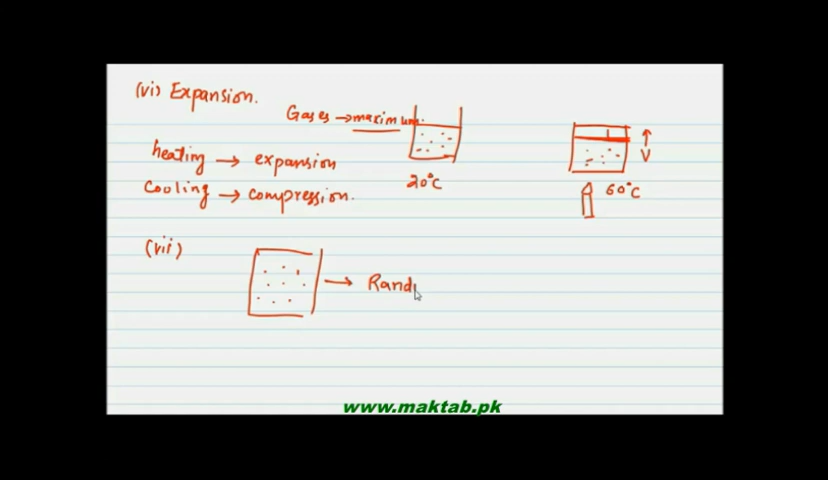 (vi) Expansion.
Gases → maximum.
heating → expansion
cooling → compression.
20°C
60°C
V
(vii)
→ Rand
www.maktab.pk